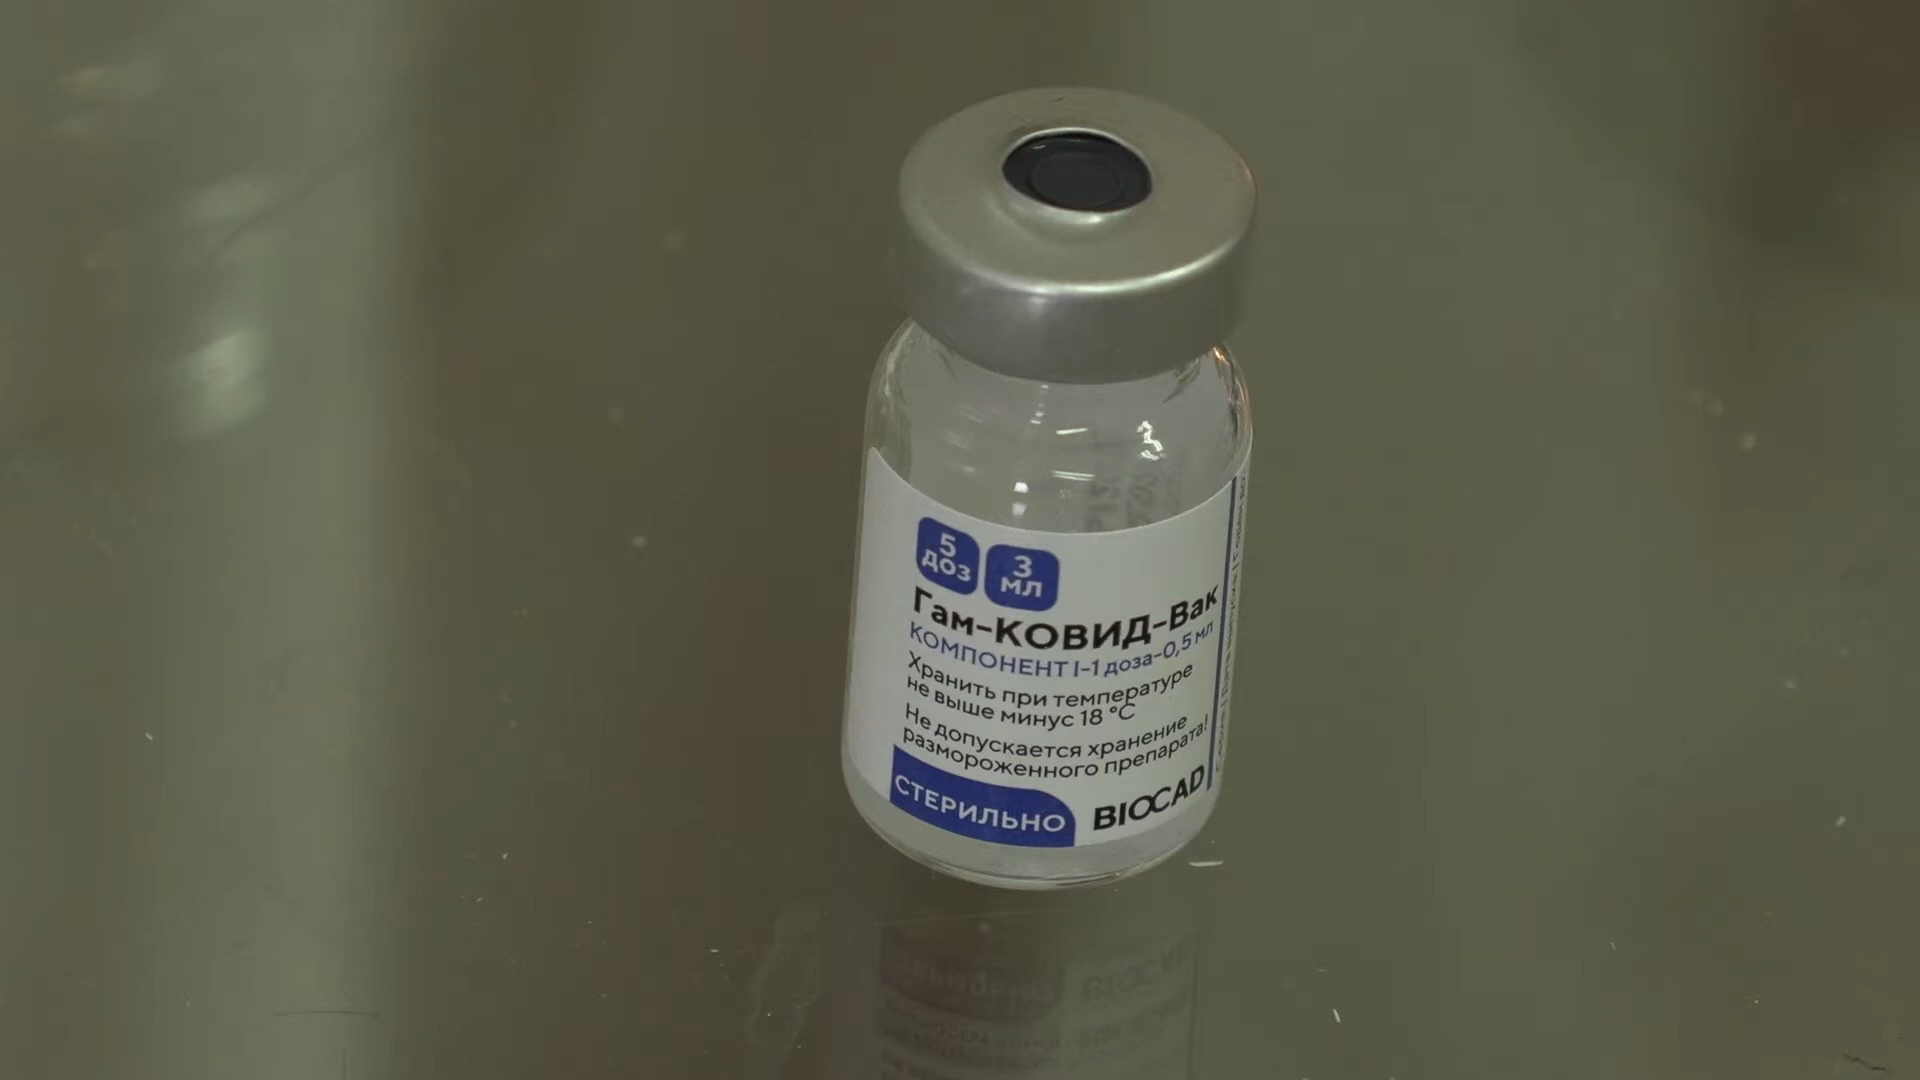 5 доз
3 мл
Гам-КОВИД-Вак
КОМПОНЕНТ I-1 доза-0,5 мл
Хранить при температуре
не выше минус 18 °C
Не допускается хранение
размороженного препарата!
СТЕРИЛЬНО
BIOCAD